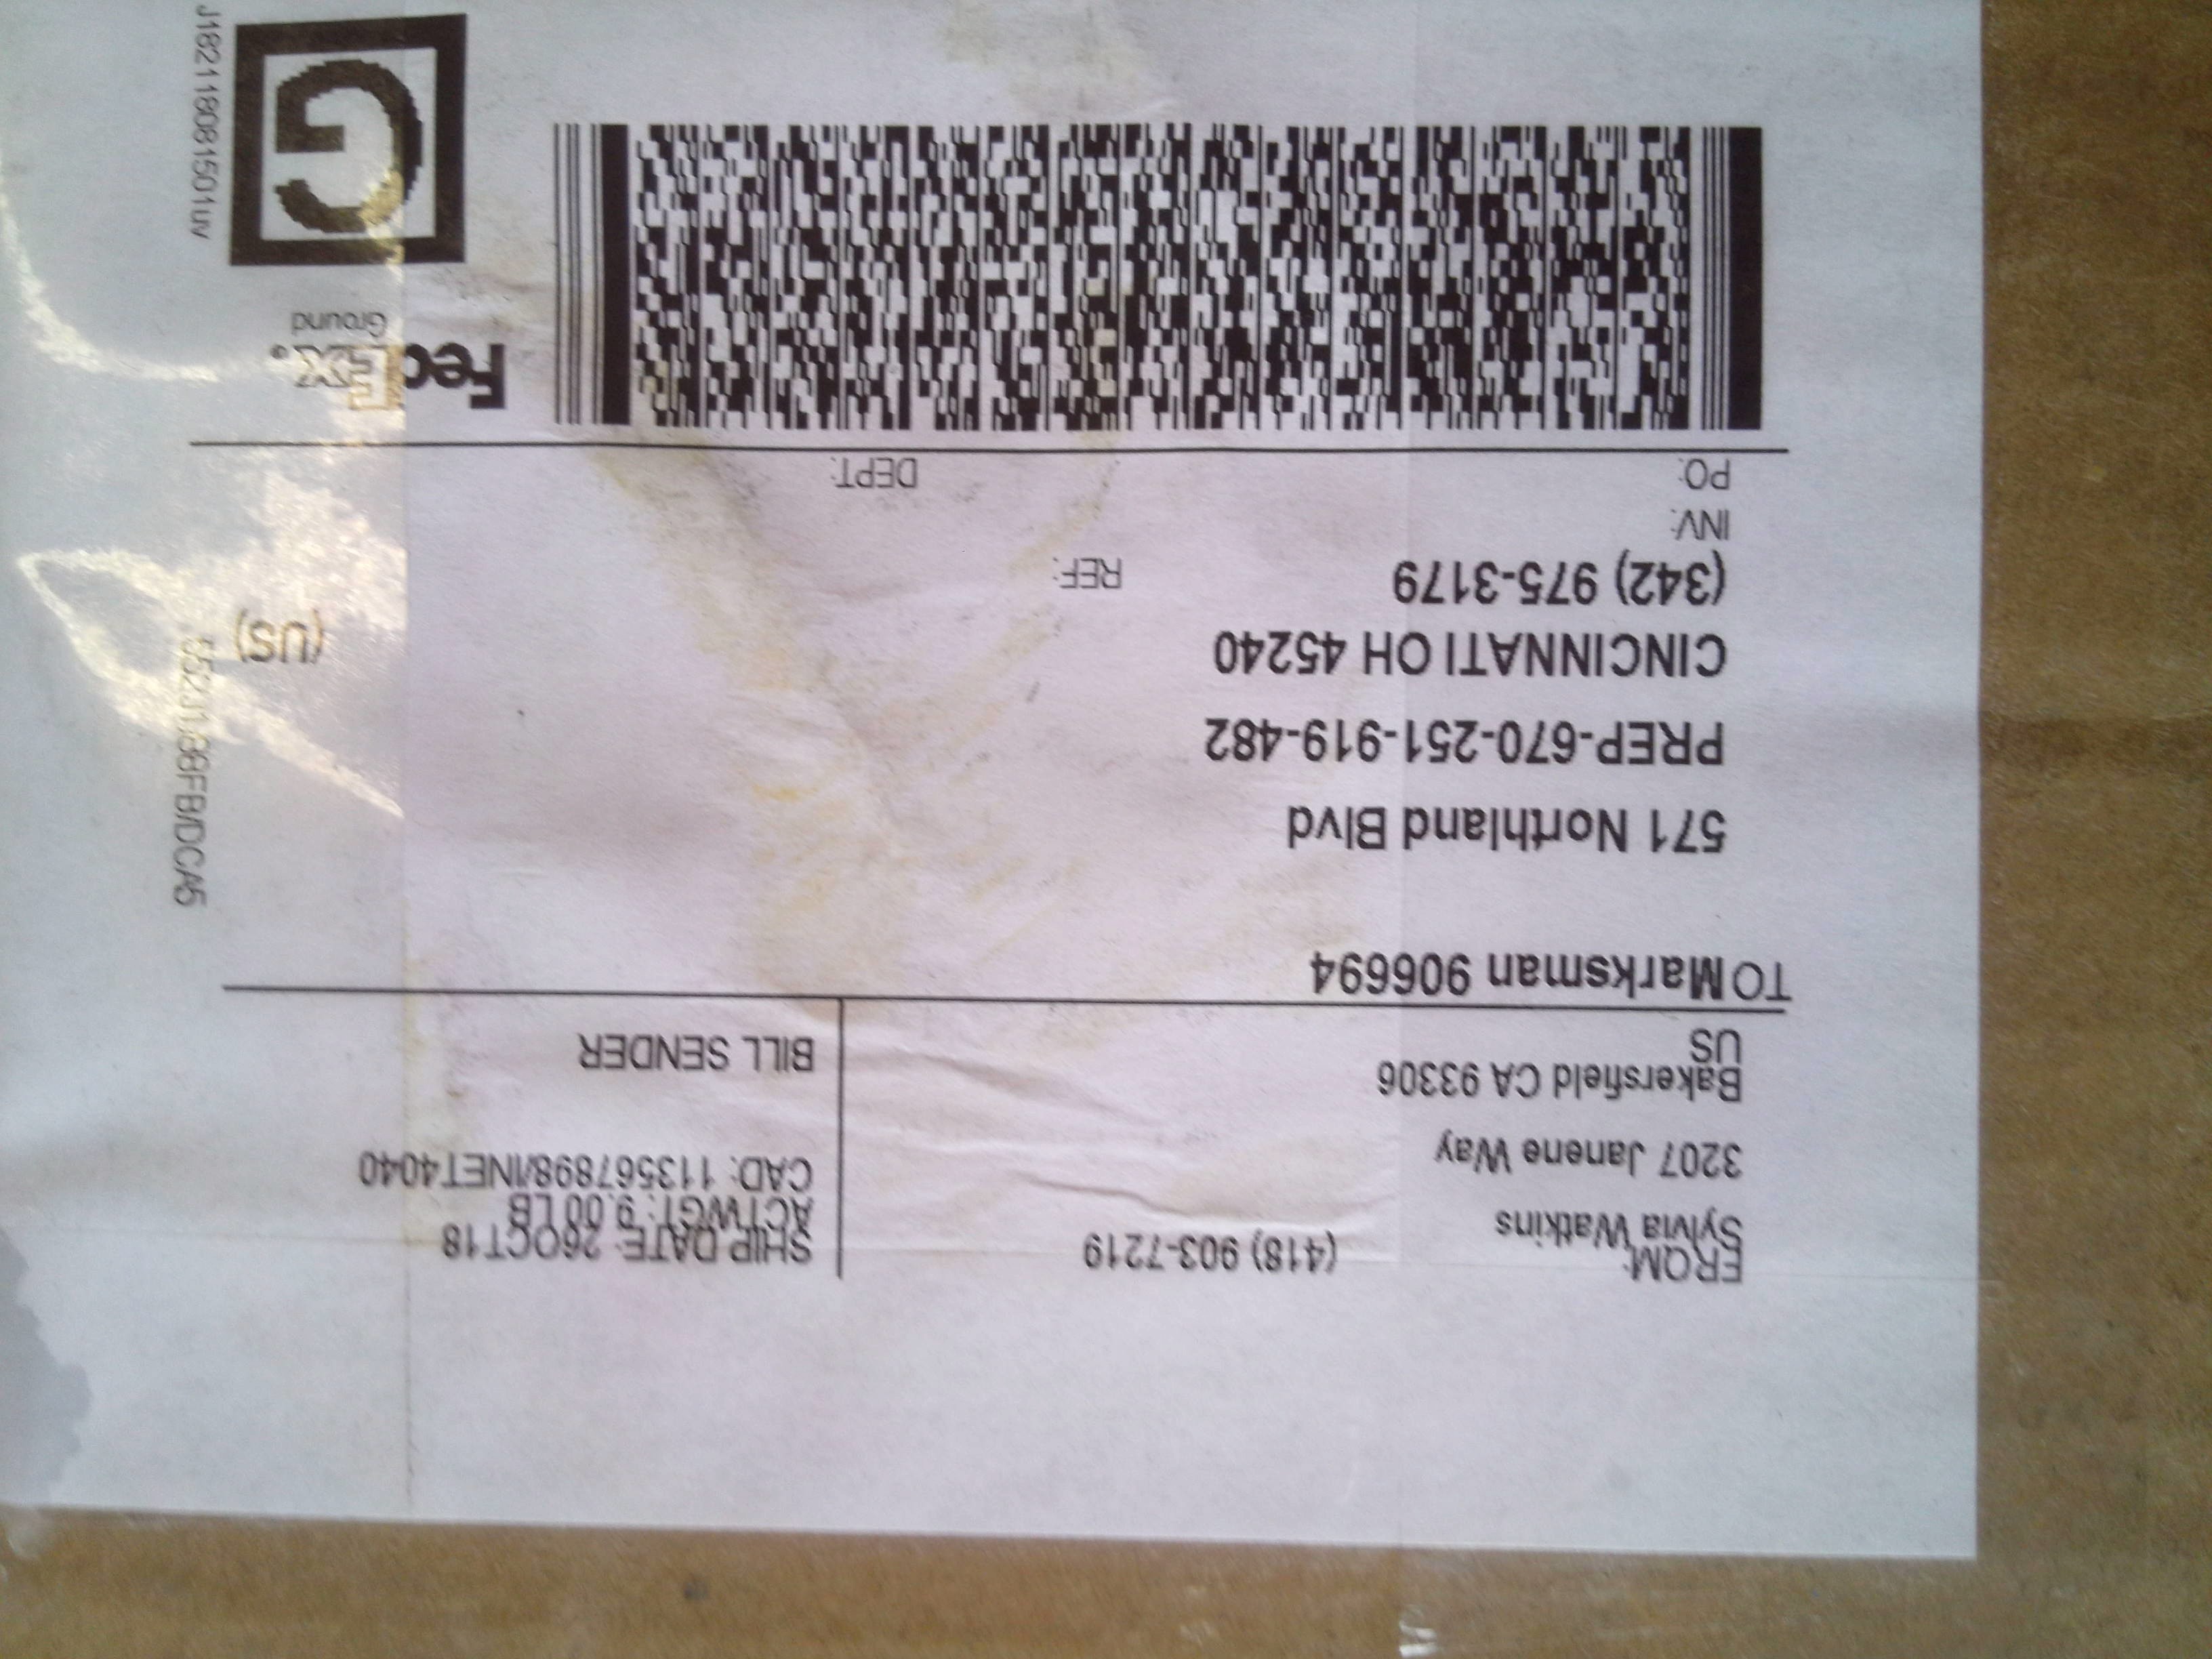 FROM: (418) 903-7219
Sylvia Watkins
3207 Janene Way
Bakersfield CA 93306
US
SHIP DATE: 26OCT18
ACTWGT: 9.00 LB
CAD: 113567898/INET4040
BILL SENDER
TO Marksman 906694
571 Northland Blvd
PREP-670-251-919-482
CINCINNATI OH 45240
(US)
(342) 975-3179
REF:
INV:
PO: DEPT:
FedEx.
Ground
G
J182118081501uv